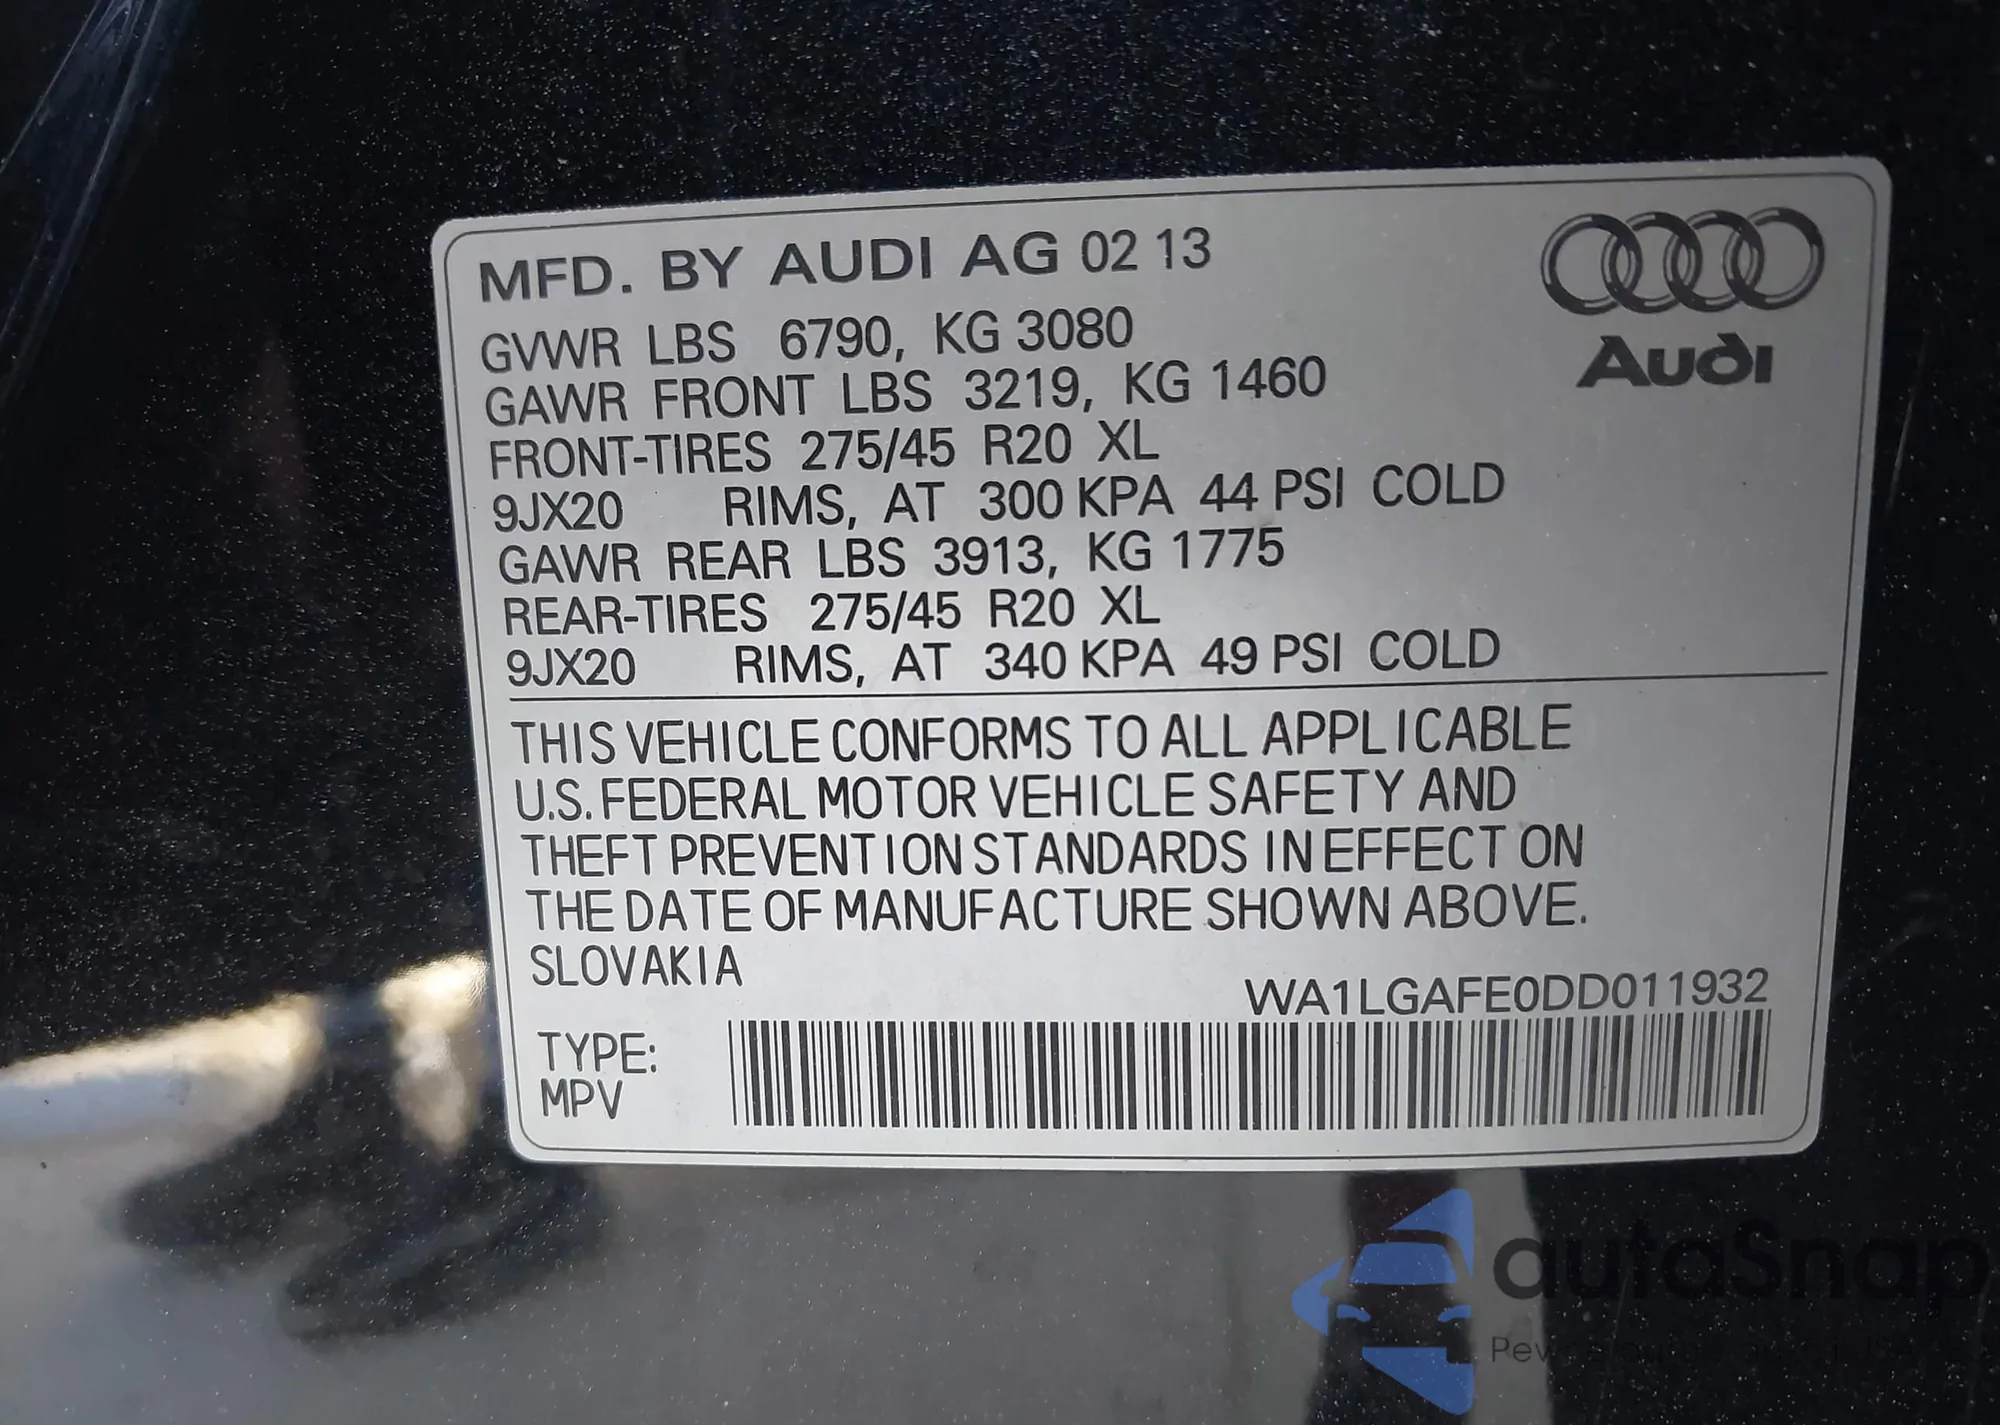 MFD. BY AUDI AG 02 13
Audi
GVWR LBS 6790, KG 3080
GAWR FRONT LBS 3219, KG 1460
FRONT-TIRES 275/45 R20 XL
9JX20 RIMS, AT 300 KPA 44 PSI COLD
GAWR REAR LBS 3913, KG 1775
REAR-TIRES 275/45 R20 XL
9JX20 RIMS, AT 340 KPA 49 PSI COLD
THIS VEHICLE CONFORMS TO ALL APPLICABLE
U.S. FEDERAL MOTOR VEHICLE SAFETY AND
THEFT PREVENTION STANDARDS IN EFFECT ON
THE DATE OF MANUFACTURE SHOWN ABOVE.
SLOVAKIA
WA1LGAFE0DD011932
TYPE:
MPV
autoSnap